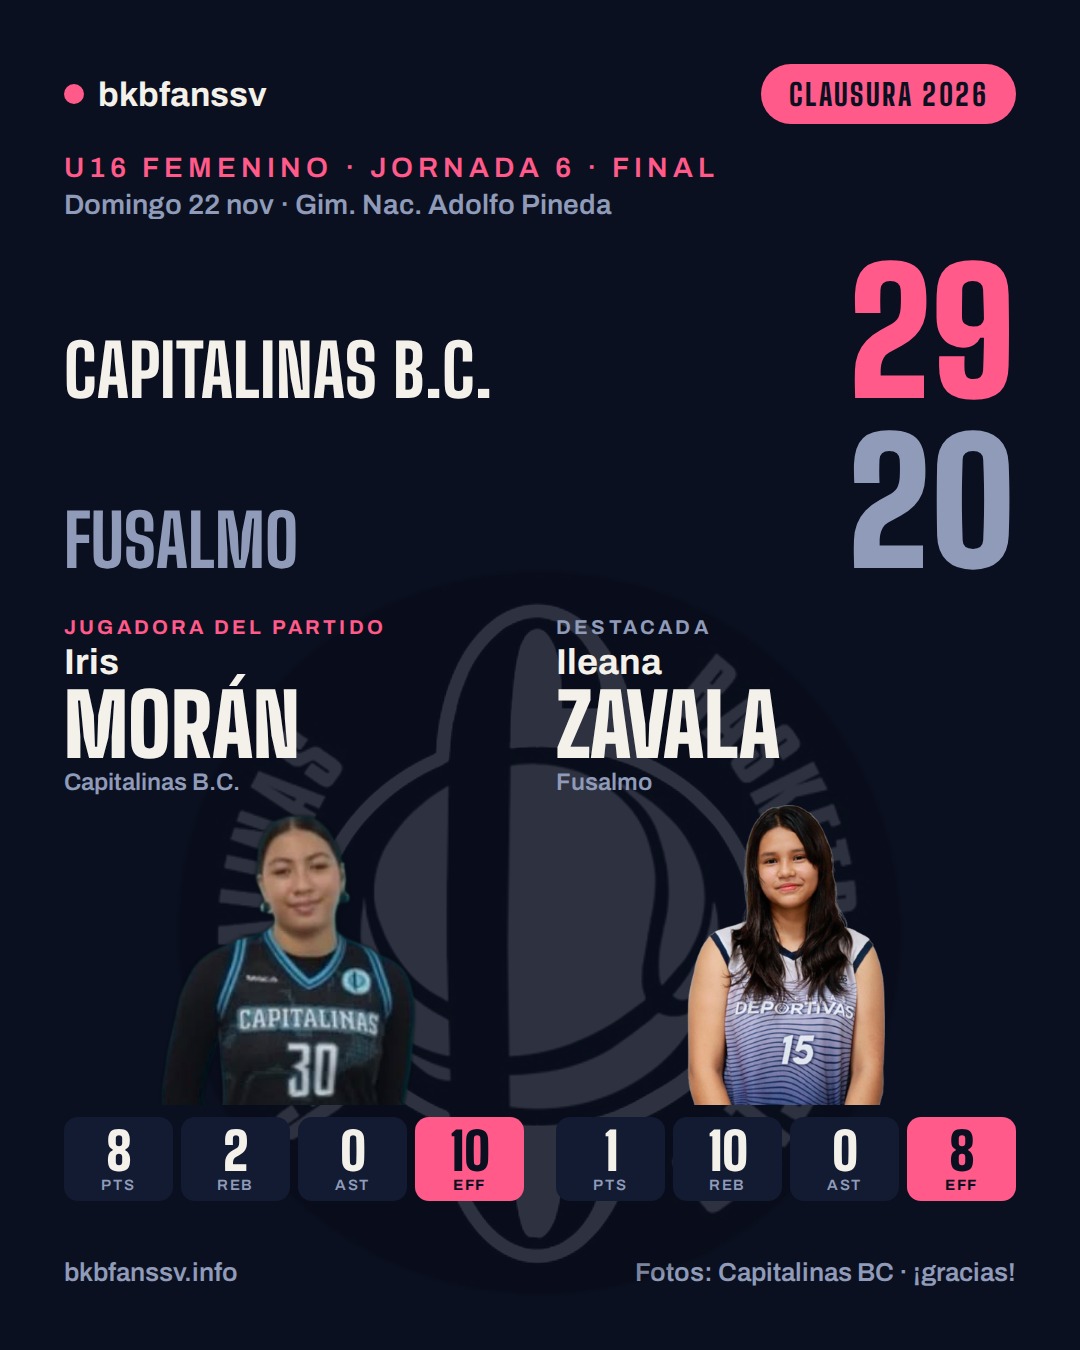 bkbfanssv
CLAUSURA 2026
U16 FEMENINO · JORNADA 6 · FINAL
Domingo 22 nov · Gim. Nac. Adolfo Pineda
CAPITALINAS B.C. 29
FUSALMO 20
JUGADORA DEL PARTIDO
Iris
MORÁN
Capitalinas B.C.
DESTACADA
Ileana
ZAVALA
Fusalmo
CAPITALINAS
30
DEPORTIVAS
15
8 2 0 10
PTS REB AST EFF
1 10 0 8
PTS REB AST EFF
bkbfanssv.info
Fotos: Capitalinas BC · ¡gracias!